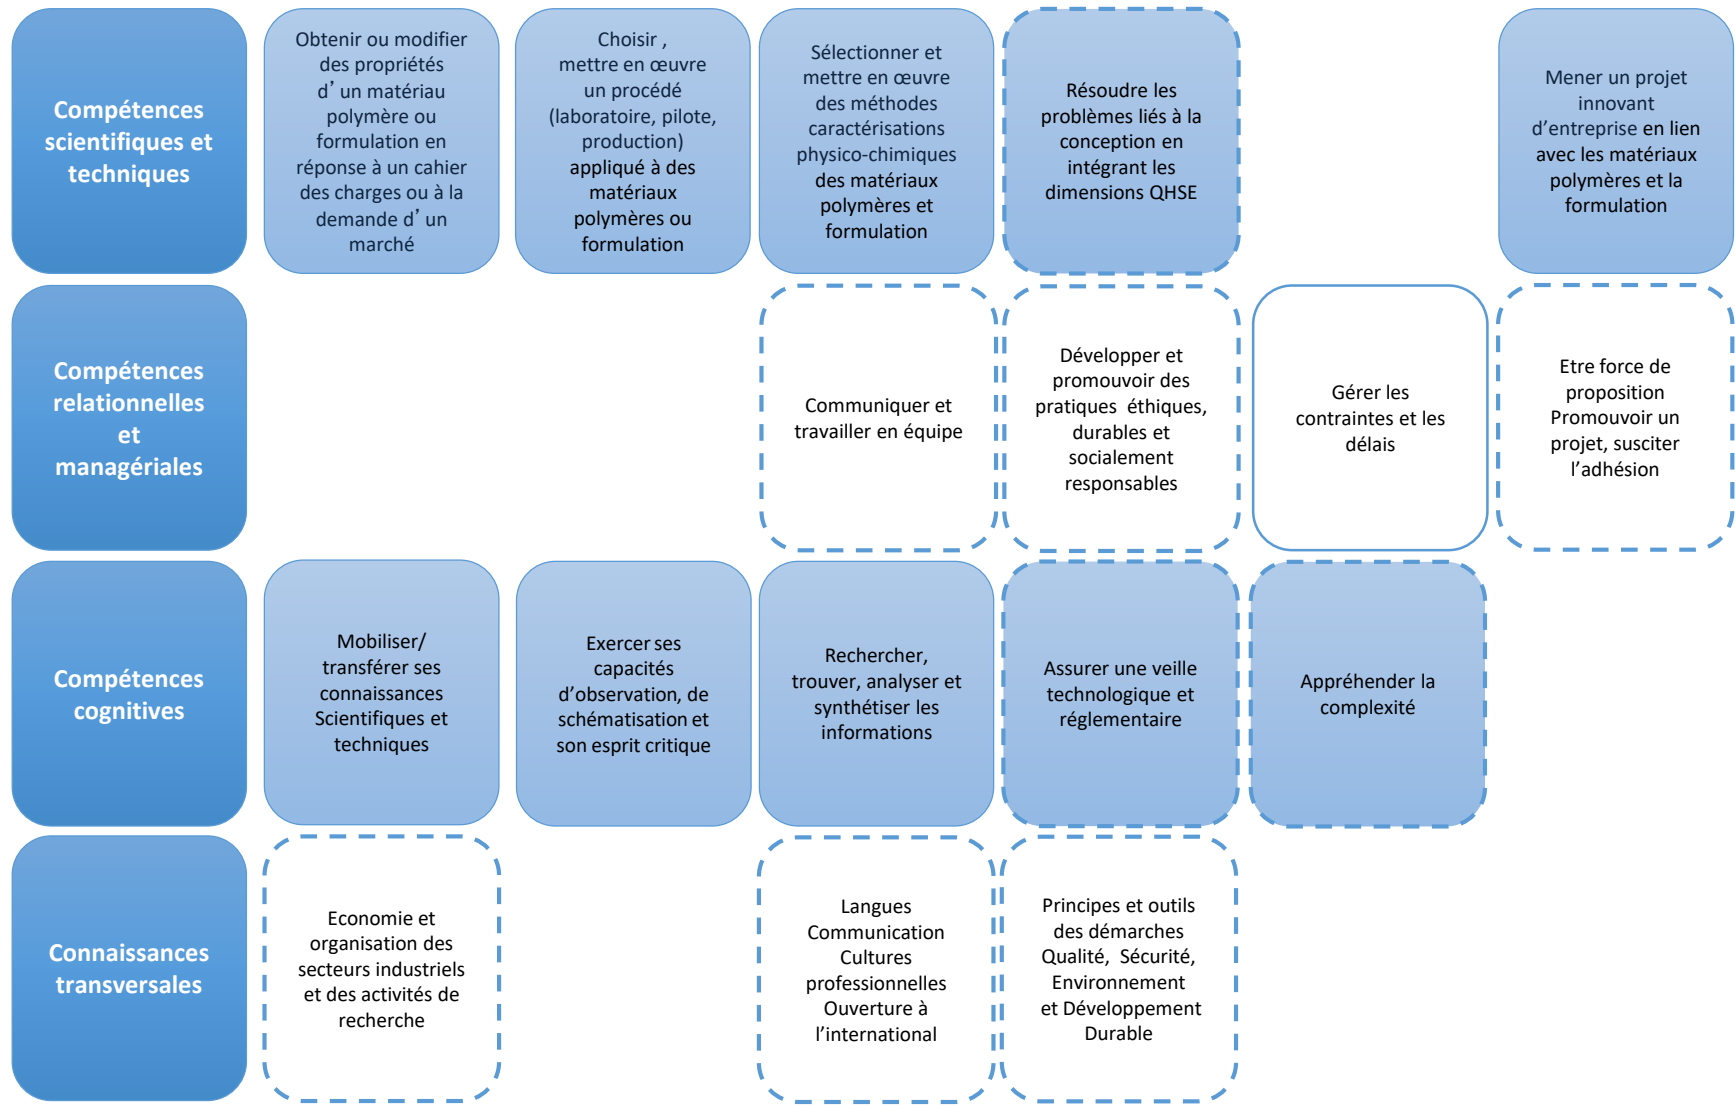 Compétences
scientifiques et
techniques
Obtenir ou modifier
des propriétés
d’ un matériau
polymère ou
formulation en
réponse à un cahier
des charges ou à la
demande d’ un
marché
Choisir ,
mettre en œuvre
un procédé
(laboratoire, pilote,
production)
appliqué à des
matériaux
polymères ou
formulation
Sélectionner et
mettre en œuvre
des méthodes
caractérisations
physico-chimiques
des matériaux
polymères et
formulation
Résoudre les
problèmes liés à la
conception en
intégrant les
dimensions QHSE
Mener un projet
innovant
d’entreprise en lien
avec les matériaux
polymères et la
formulation
Compétences
relationnelles
et
managériales
Communiquer et
travailler en équipe
Développer et
promouvoir des
pratiques éthiques,
durables et
socialement
responsables
Gérer les
contraintes et les
délais
Etre force de
proposition
Promouvoir un
projet, susciter
l’adhésion
Compétences
cognitives
Mobiliser/
transférer ses
connaissances
Scientifiques et
techniques
Exercer ses
capacités
d’observation, de
schématisation et
son esprit critique
Rechercher,
trouver, analyser et
synthétiser les
informations
Assurer une veille
technologique et
réglementaire
Appréhender la
complexité
Connaissances
transversales
Economie et
organisation des
secteurs industriels
et des activités de
recherche
Langues
Communication
Cultures
professionnelles
Ouverture à
l’international
Principes et outils
des démarches
Qualité, Sécurité,
Environnement
et Développement
Durable